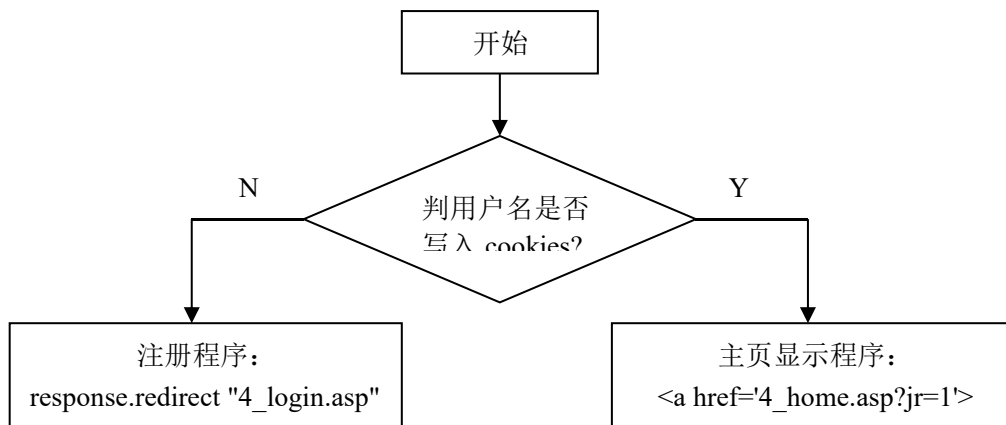 开始
N
Y
判用户名是否
写入 cookies?
注册程序：
response.redirect "4_login.asp"
主页显示程序：
<a href='4_home.asp?jr=1'>